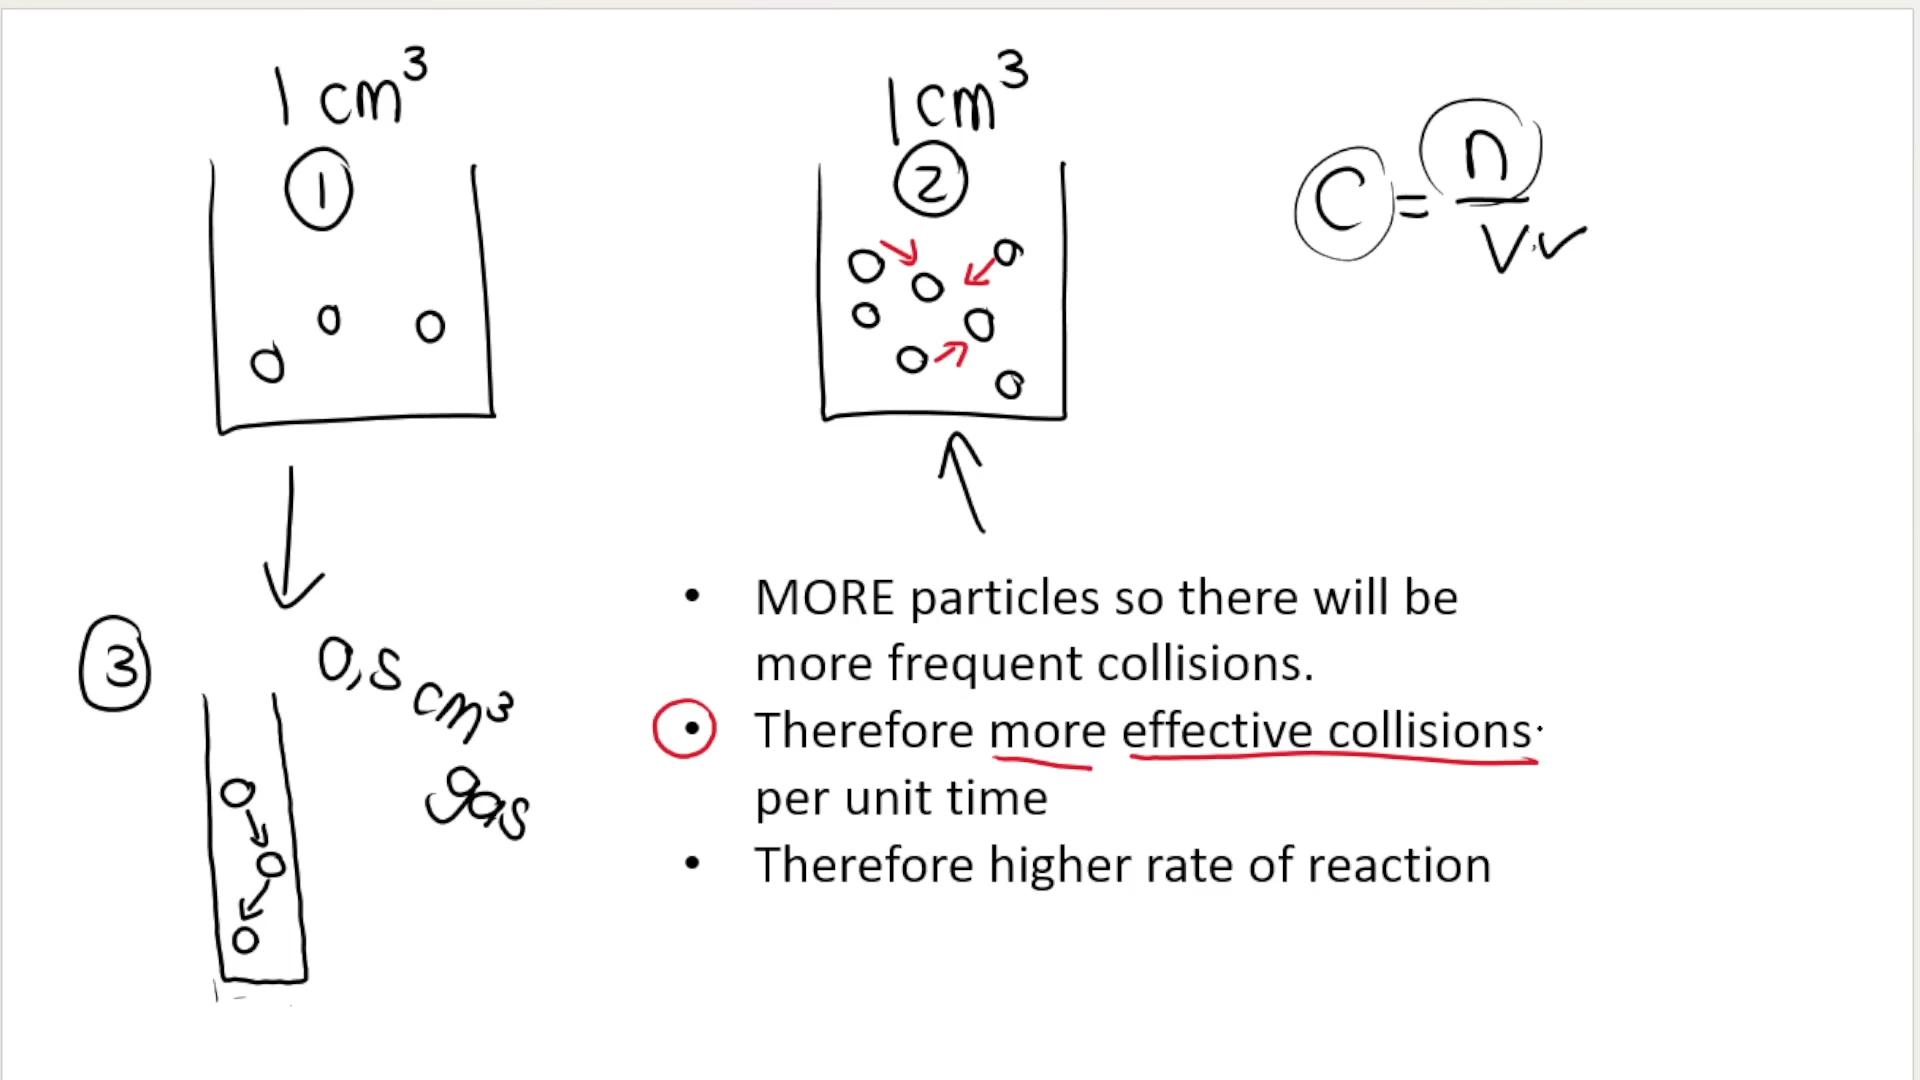 1 cm³
①
1 cm³
②
C = n
V.✓
③
0,5 cm³
gas
• MORE particles so there will be
more frequent collisions.
• Therefore more effective collisions
per unit time
• Therefore higher rate of reaction